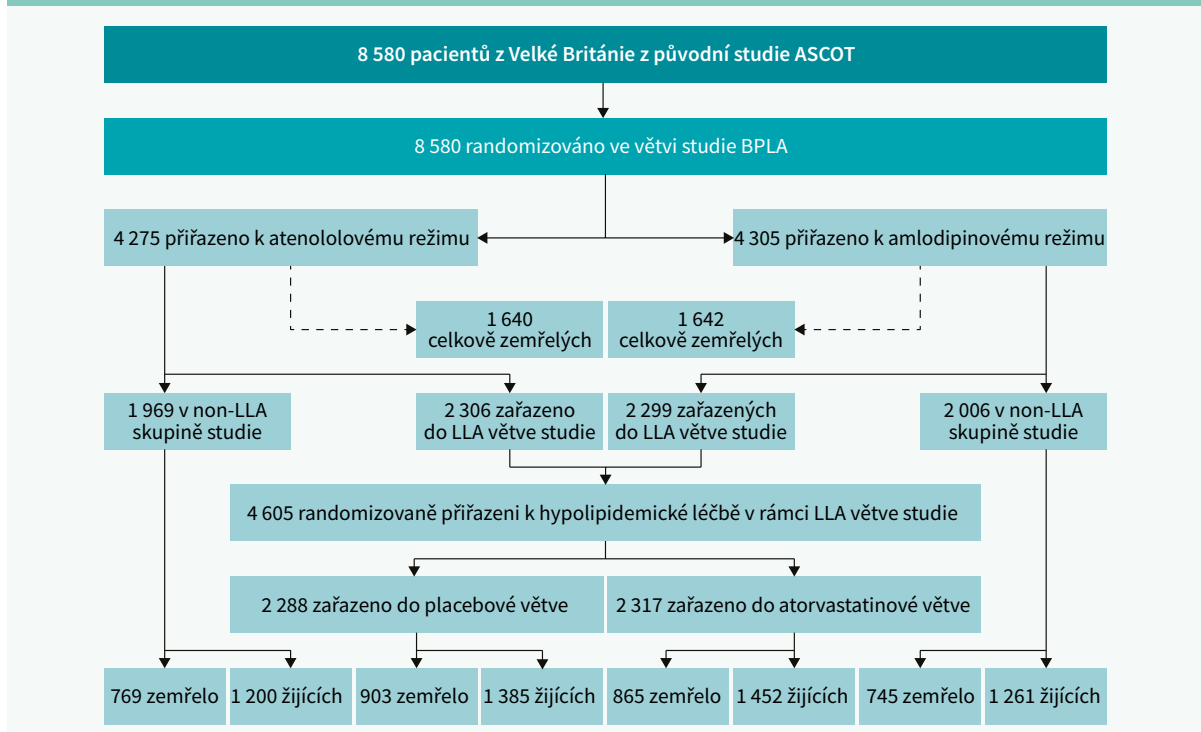 8 580 pacientů z Velké Británie z původní studie ASCOT
8 580 randomizováno ve větvi studie BPLA
4 275 přiřazeno k atenololovému režimu
4 305 přiřazeno k amlodipinovému režimu
1 640
celkově zemřelých
1 642
celkově zemřelých
1 969 v non-LLA
skupině studie
2 306 zařazeno
do LLA větve studie
2 299 zařazených
do LLA větve studie
2 006 v non-LLA
skupině studie
4 605 randomizovaně přiřazeni k hypolipidemické léčbě v rámci LLA větve studie
2 288 zařazeno do placebové větve
2 317 zařazeno do atorvastatinové větve
769 zemřelo
1 200 žijících
903 zemřelo
1 385 žijících
865 zemřelo
1 452 žijících
745 zemřelo
1 261 žijících